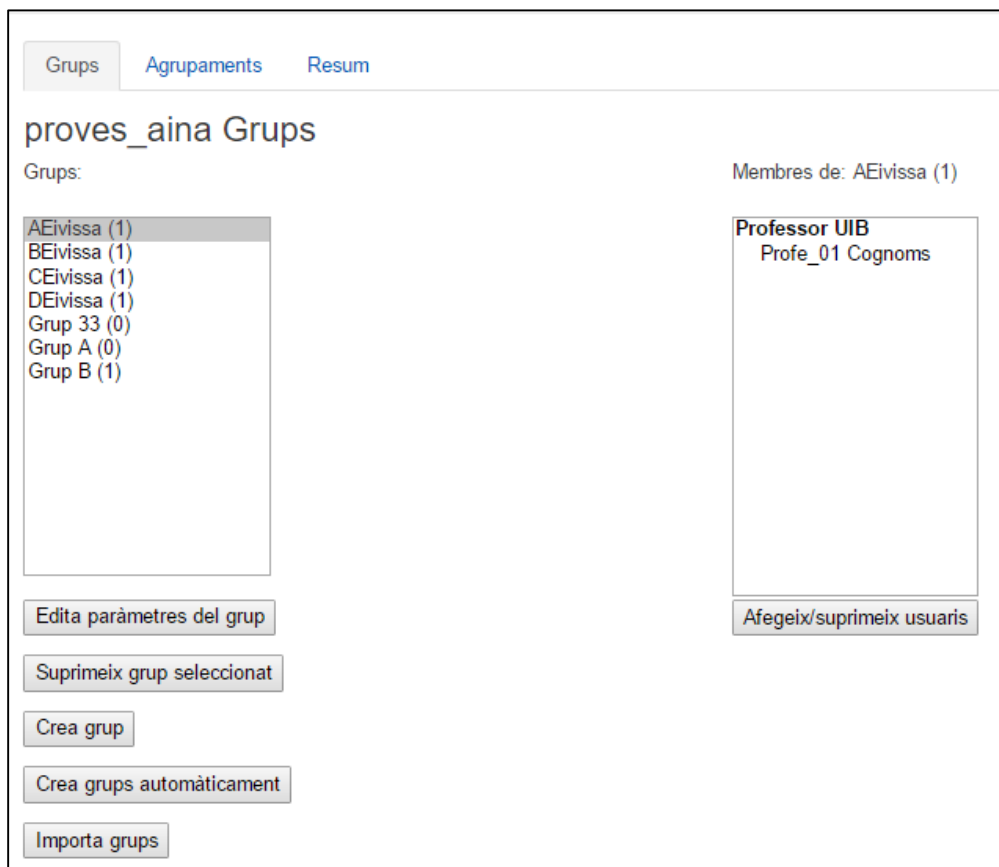 Grups Agrupaments Resum
proves_aina Grups
Grups:
AEivissa (1)
BEivissa (1)
CEivissa (1)
DEivissa (1)
Grup 33 (0)
Grup A (0)
Grup B (1)
Edita paràmetres del grup
Suprimeix grup seleccionat
Crea grup
Crea grups automàticament
Importa grups
Membres de: AEivissa (1)
Professor UIB
Profe_01 Cognoms
Afegeix/suprimeix usuaris